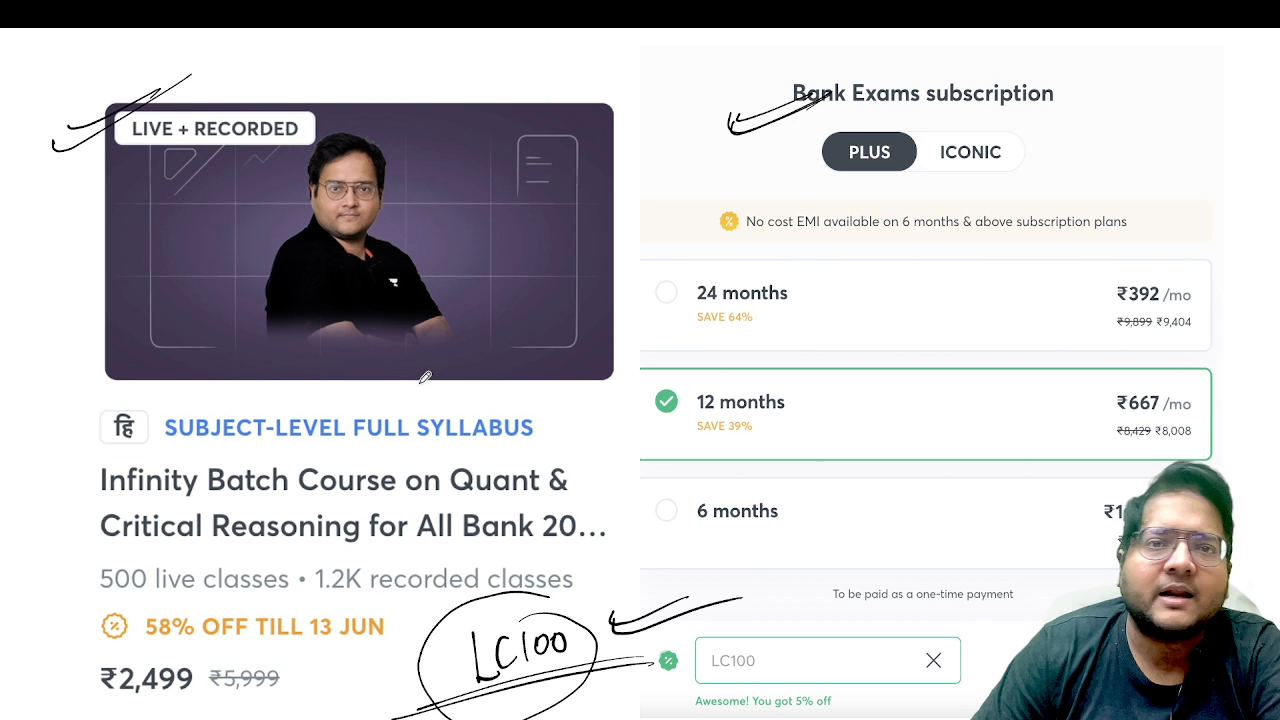 LIVE + RECORDED
हि SUBJECT-LEVEL FULL SYLLABUS
Infinity Batch Course on Quant &
Critical Reasoning for All Bank 20...
500 live classes • 1.2K recorded classes
58% OFF TILL 13 JUN
₹2,499 ₹5,999
LC100
Bank Exams subscription
PLUS ICONIC
No cost EMI available on 6 months & above subscription plans
24 months ₹392 /mo
SAVE 64% ₹9,899 ₹9,404
12 months ₹667 /mo
SAVE 39% ₹8,429 ₹8,008
6 months
To be paid as a one-time payment
LC100
Awesome! You got 5% off